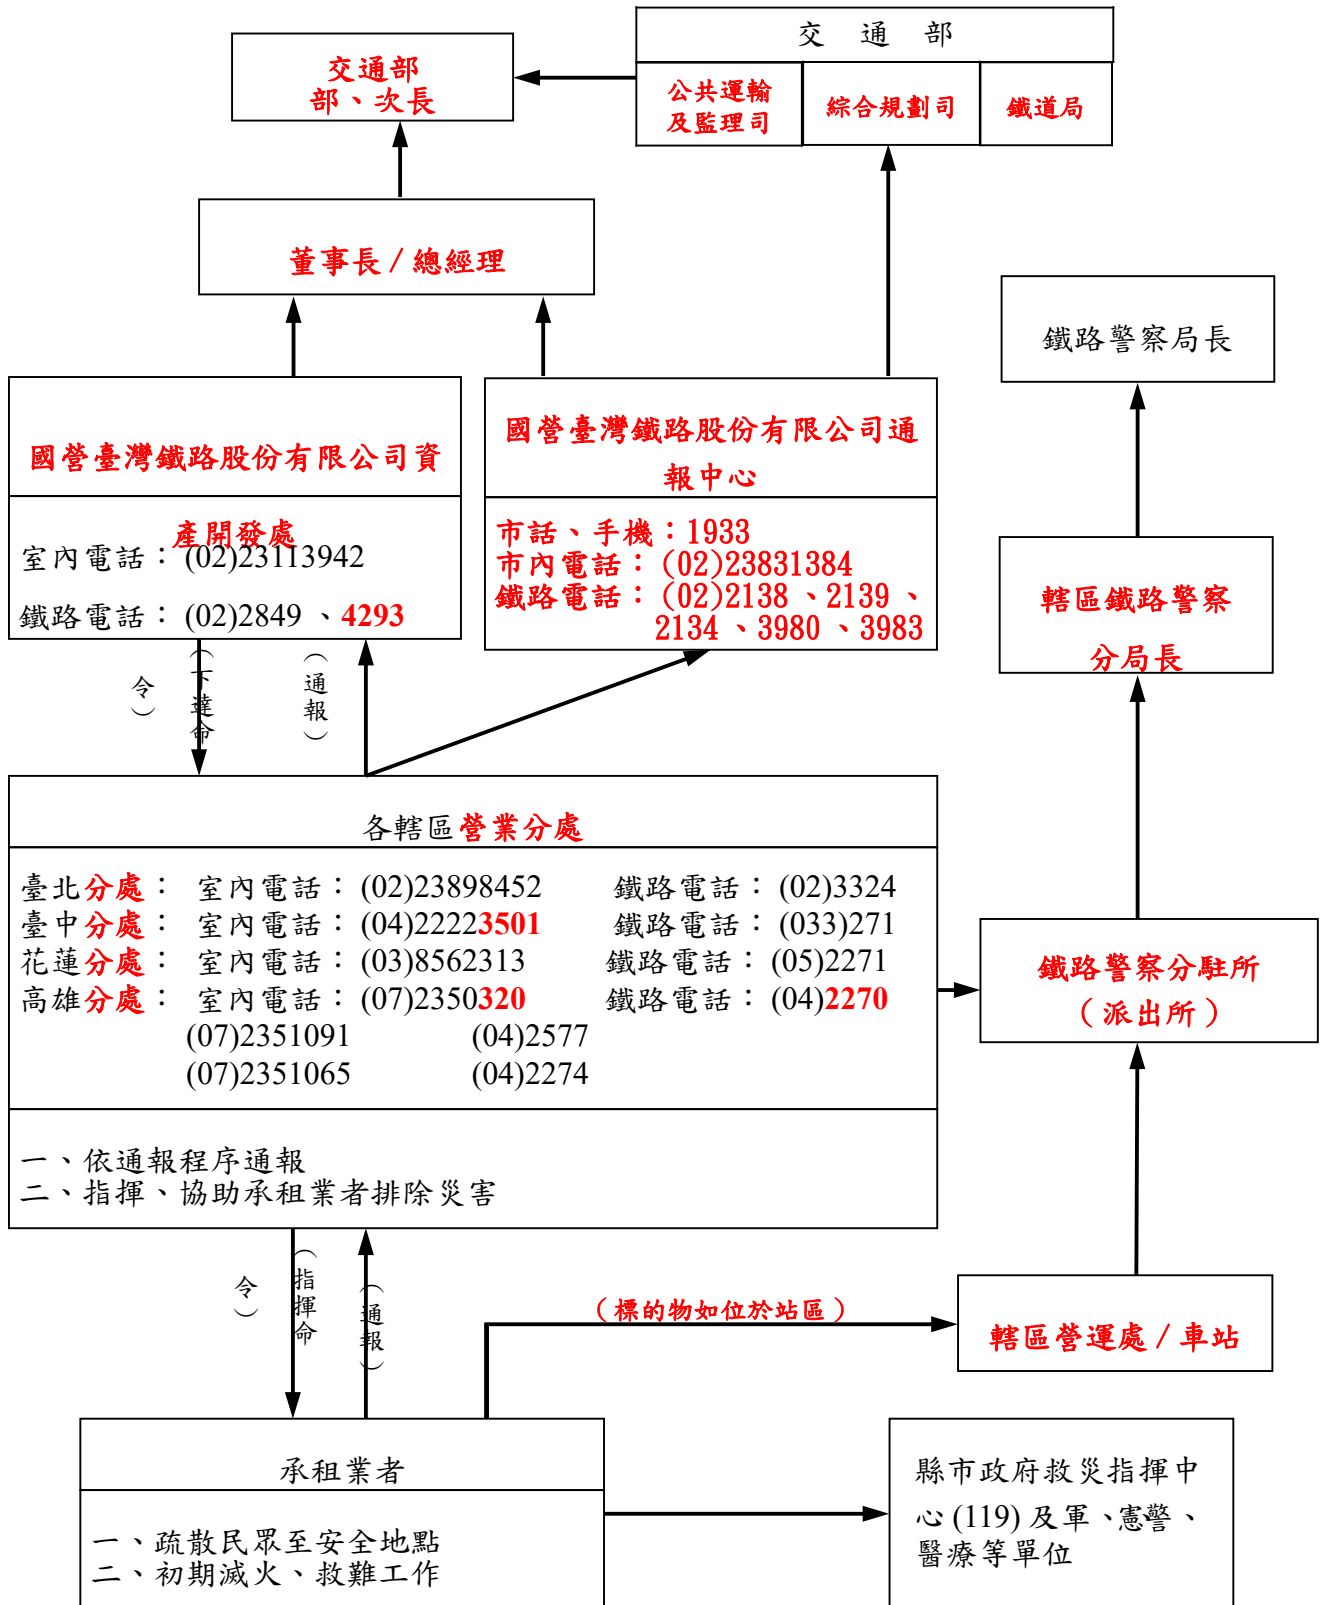 交通部
公共運輸
及監理司
綜合規劃司
鐵道局
交通部
部、次長
董事長／總經理
國營臺灣鐵路股份有限公司資
產開發處
室內電話：(02)23113942
鐵路電話：(02)2849、4293
國營臺灣鐵路股份有限公司通
報中心
市話、手機：1933
市內電話：(02)23831384
鐵路電話：(02)2138、2139、
2134、3980、3983
鐵路警察局長
轄區鐵路警察
分局長
（下達命
令）
（通報）
各轄區營業分處
臺北分處： 室內電話：(02)23898452 鐵路電話：(02)3324
臺中分處： 室內電話：(04)22223501 鐵路電話：(033)271
花蓮分處： 室內電話：(03)8562313 鐵路電話：(05)2271
高雄分處： 室內電話：(07)2350320 鐵路電話：(04)2270
(07)2351091 (04)2577
(07)2351065 (04)2274
一、依通報程序通報
二、指揮、協助承租業者排除災害
鐵路警察分駐所
（派出所）
（指揮命
令）
（通報）
（標的物如位於站區）
轄區營運處／車站
承租業者
一、疏散民眾至安全地點
二、初期滅火、救難工作
縣市政府救災指揮中
心(119)及軍、憲警、
醫療等單位